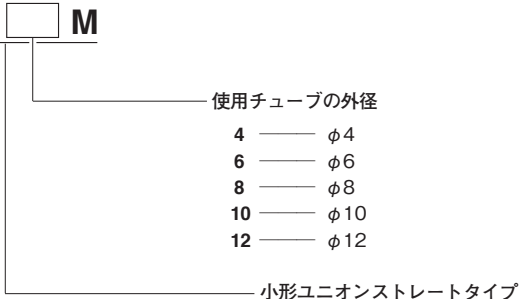 M
使用チューブの外径
4 ─── φ4
6 ─── φ6
8 ─── φ8
10 ─── φ10
12 ─── φ12
小形ユニオンストレートタイプ